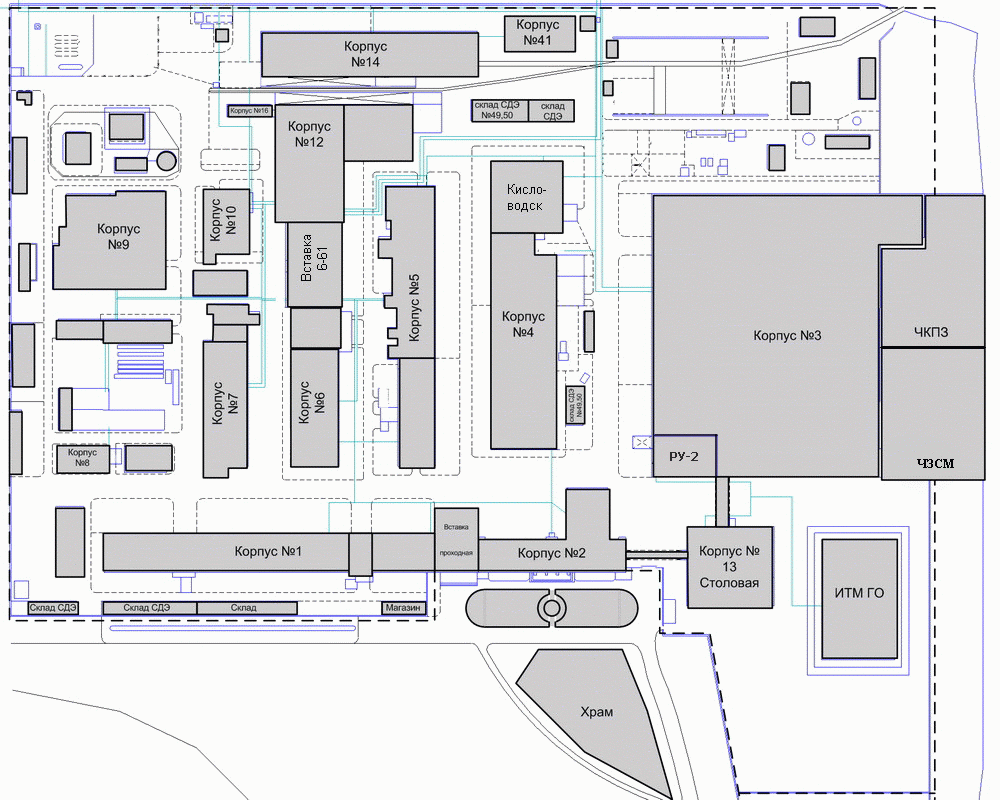 Корпус
№14
Корпус
№41
Корпус №16
Корпус
№12
склад СДЭ
№49,50
склад
СДЭ
Кисло-
водск
Корпус
№10
Корпус
№9
Вставка
6-61
Корпус №5
Корпус
№4
Корпус №3
ЧКПЗ
Корпус
№7
Корпус
№6
склад СДЭ
№49,50
Корпус
№8
РУ-2
ЧЗСМ
Вставка
проходная
Корпус №1
Корпус №2
Корпус №
13
Столовая
ИТМ ГО
Склад СДЭ
Склад СДЭ
Склад
Магазин
Храм